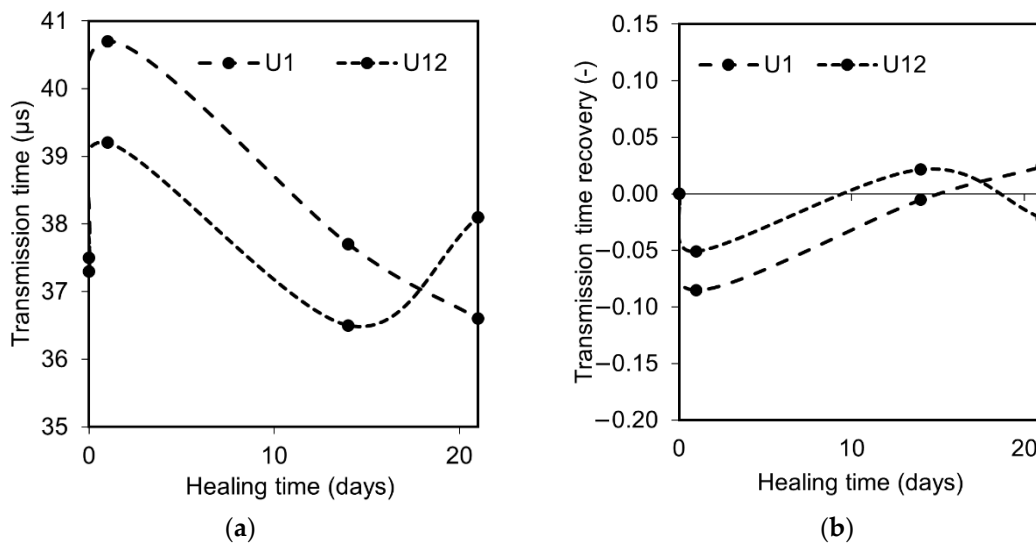 41
40
39
38
37
36
35
Transmission time (μs)
U1
U12
0
10
20
Healing time (days)
(a)
0.15
0.10
0.05
0.00
−0.05
−0.10
−0.15
−0.20
Transmission time recovery (-)
U1
U12
0
10
20
Healing time (days)
(b)